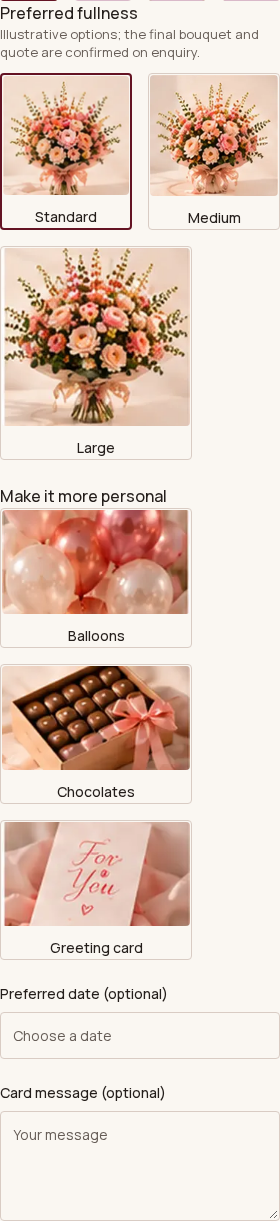 Preferred fullness
Illustrative options; the final bouquet and
quote are confirmed on enquiry.
Standard
Medium
Large
Make it more personal
Balloons
Chocolates
For
You
Greeting card
Preferred date (optional)
Choose a date
Card message (optional)
Your message